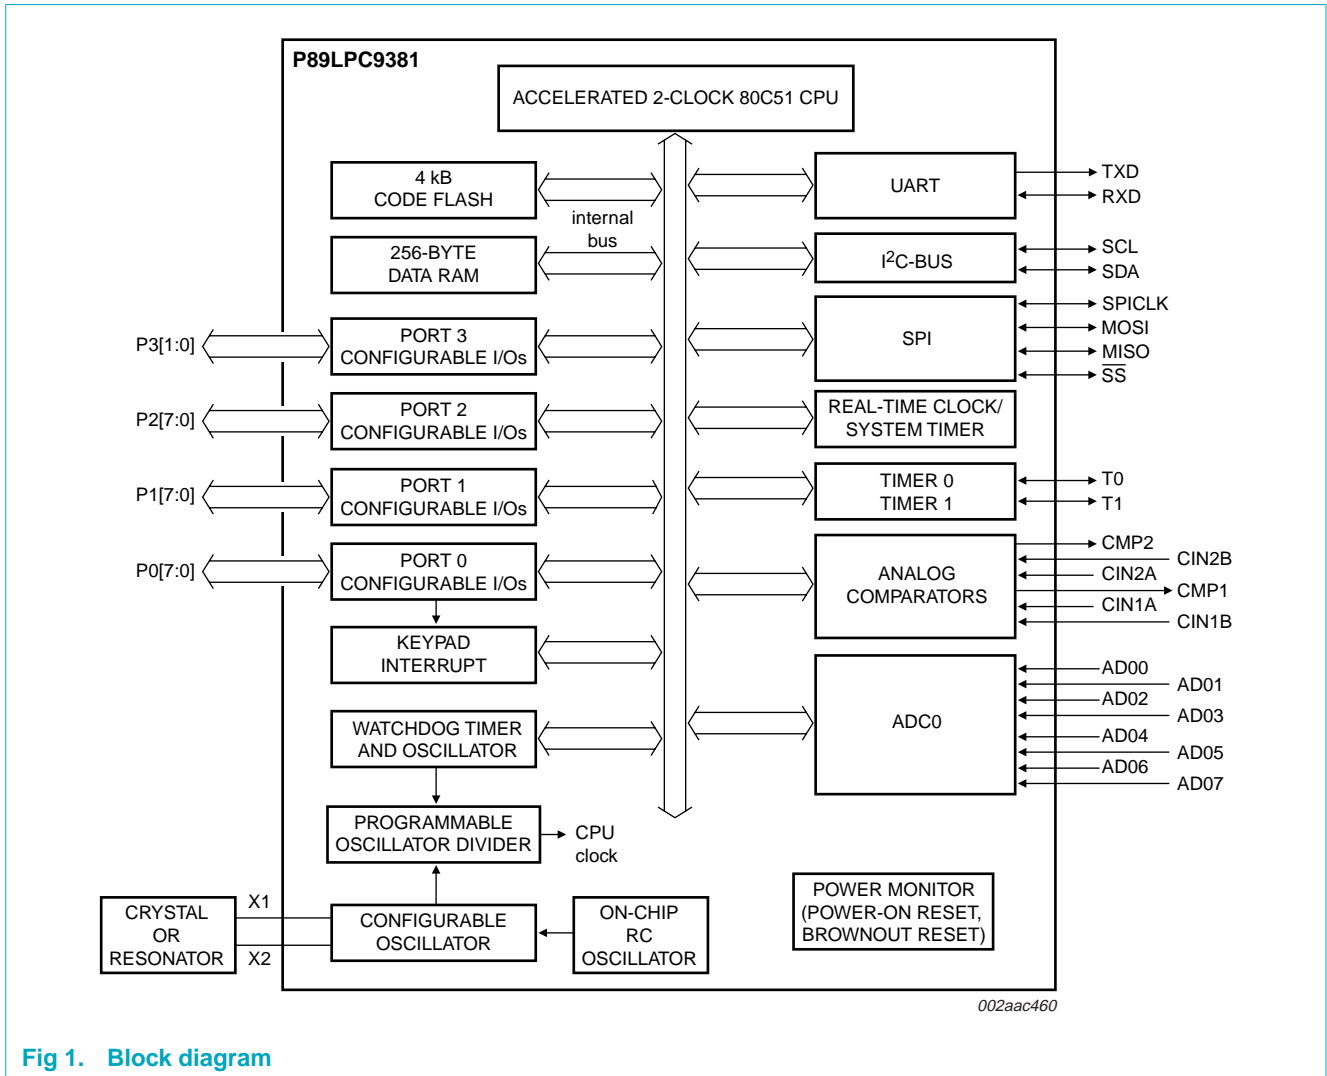 P89LPC9381
ACCELERATED 2-CLOCK 80C51 CPU
4 kB
CODE FLASH
internal
bus
256-BYTE
DATA RAM
P3[1:0]
PORT 3
CONFIGURABLE I/Os
P2[7:0]
PORT 2
CONFIGURABLE I/Os
P1[7:0]
PORT 1
CONFIGURABLE I/Os
P0[7:0]
PORT 0
CONFIGURABLE I/Os
KEYPAD
INTERRUPT
WATCHDOG TIMER
AND OSCILLATOR
PROGRAMMABLE
OSCILLATOR DIVIDER
CPU
clock
CRYSTAL
OR
RESONATOR
X1
X2
CONFIGURABLE
OSCILLATOR
ON-CHIP
RC
OSCILLATOR
UART
TXD
RXD
I²C-BUS
SCL
SDA
SPI
SPICLK
MOSI
MISO
S̅S̅
REAL-TIME CLOCK/
SYSTEM TIMER
TIMER 0
TIMER 1
T0
T1
ANALOG
COMPARATORS
CMP2
CIN2B
CIN2A
CMP1
CIN1A
CIN1B
ADC0
AD00
AD01
AD02
AD03
AD04
AD05
AD06
AD07
POWER MONITOR
(POWER-ON RESET,
BROWNOUT RESET)
002aac460
Fig 1. Block diagram